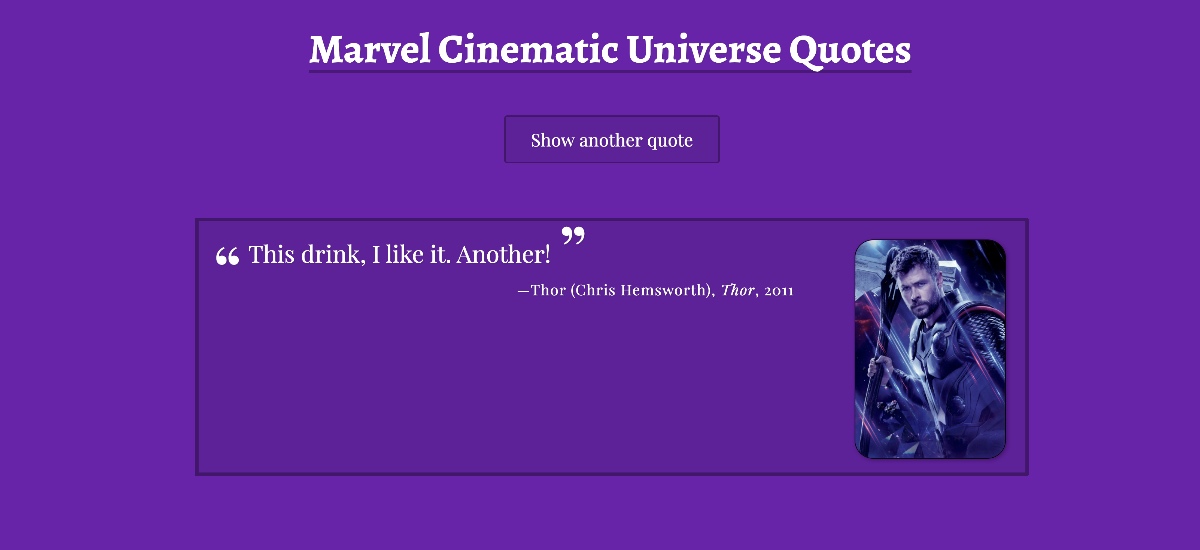 Marvel Cinematic Universe Quotes
Show another quote
“ This drink, I like it. Another! ”
—Thor (Chris Hemsworth), Thor, 2011